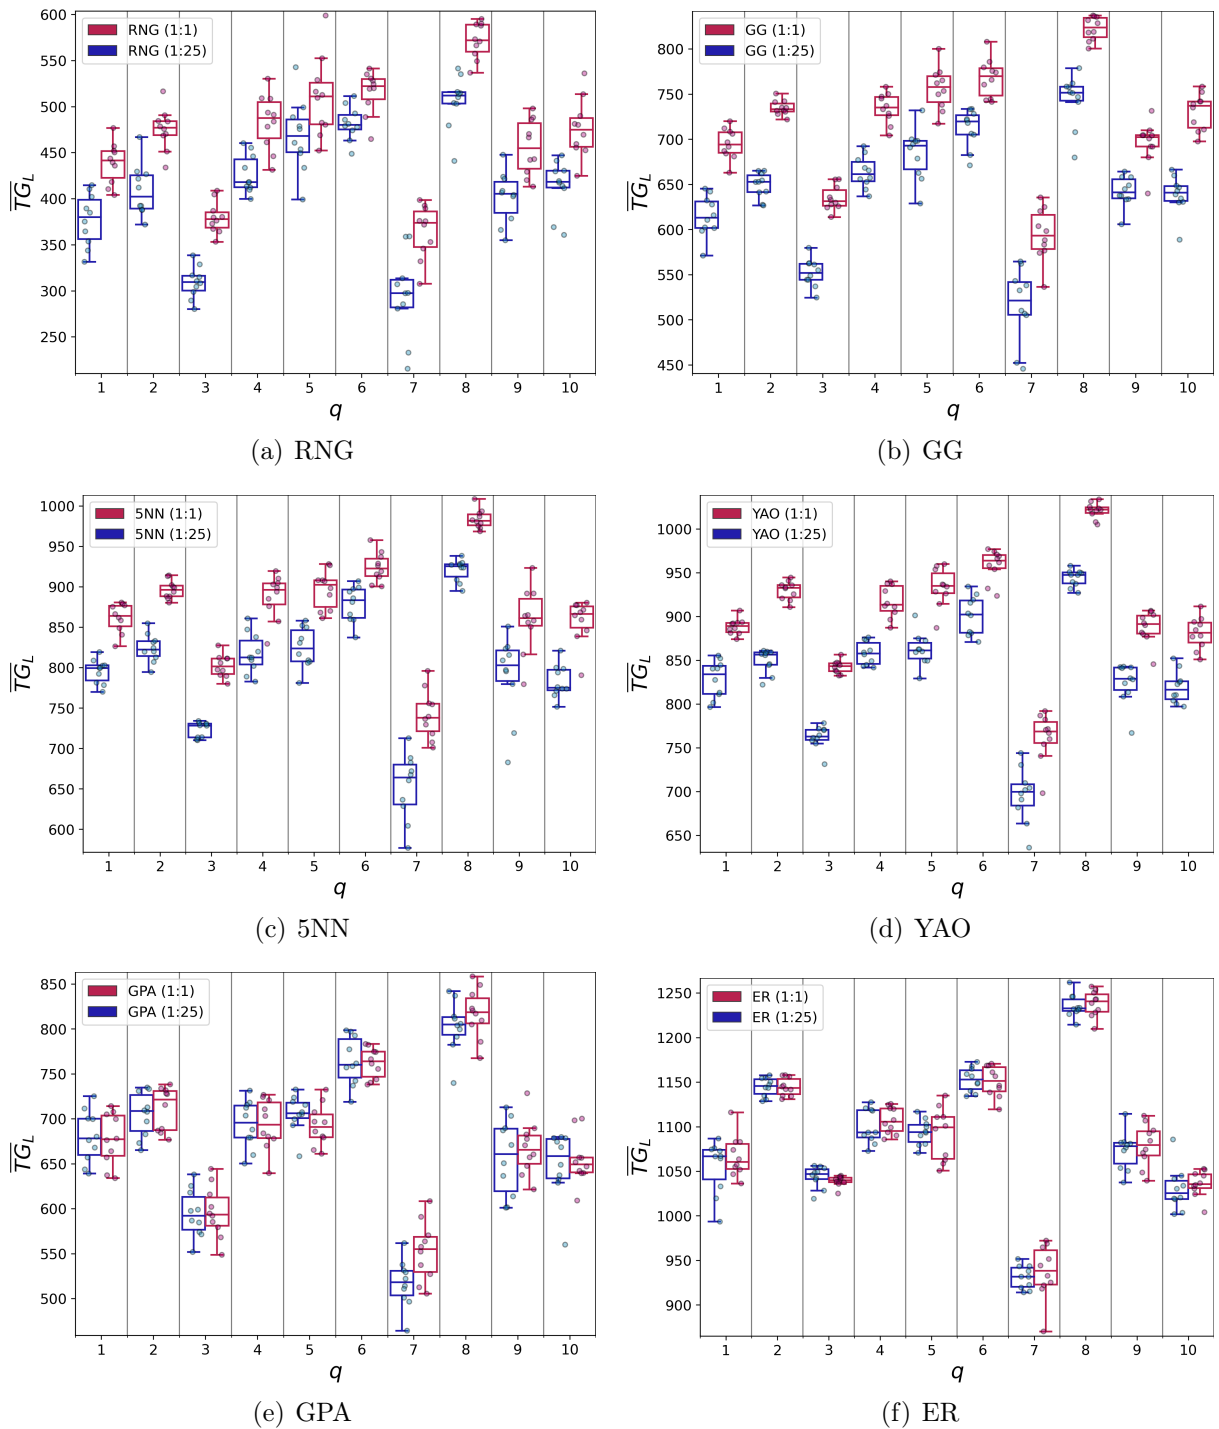 RNG (1:1)
RNG (1:25)
600
550
500
450
400
350
300
250
TG_L
1 2 3 4 5 6 7 8 9 10
q
(a) RNG
GG (1:1)
GG (1:25)
800
750
700
650
600
550
500
450
TG_L
1 2 3 4 5 6 7 8 9 10
q
(b) GG
5NN (1:1)
5NN (1:25)
1000
950
900
850
800
750
700
650
600
TG_L
1 2 3 4 5 6 7 8 9 10
q
(c) 5NN
YAO (1:1)
YAO (1:25)
1000
950
900
850
800
750
700
650
TG_L
1 2 3 4 5 6 7 8 9 10
q
(d) YAO
GPA (1:1)
GPA (1:25)
850
800
750
700
650
600
550
500
TG_L
1 2 3 4 5 6 7 8 9 10
q
(e) GPA
ER (1:1)
ER (1:25)
1250
1200
1150
1100
1050
1000
950
900
TG_L
1 2 3 4 5 6 7 8 9 10
q
(f) ER